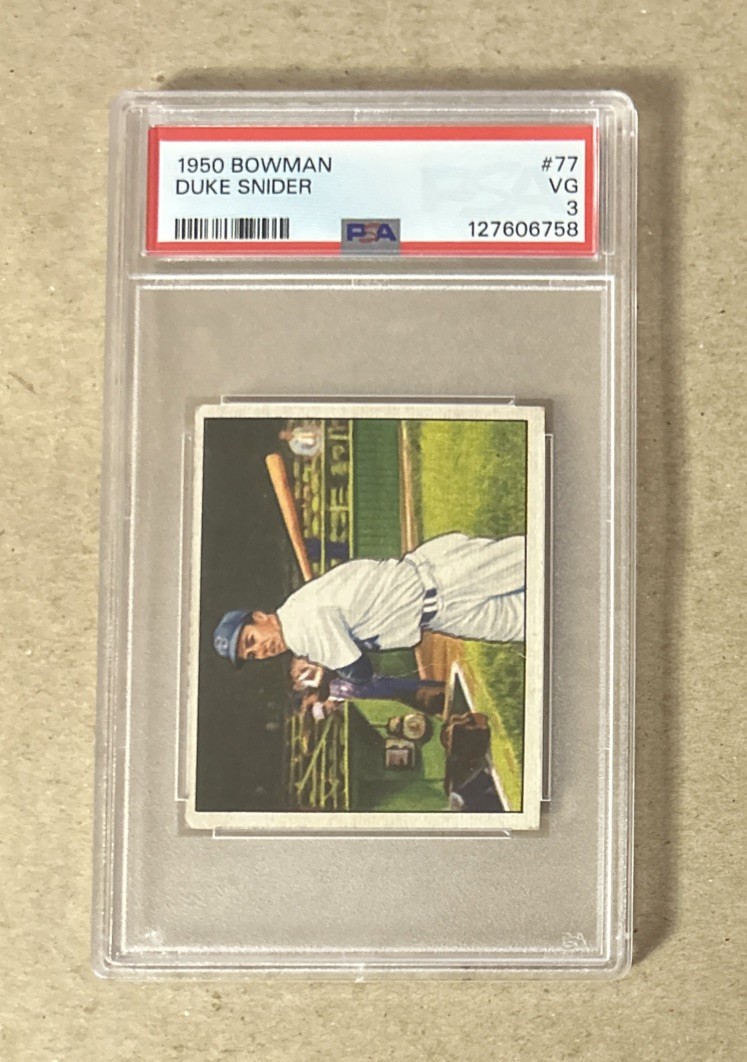 1950 BOWMAN #77
DUKE SNIDER VG
3
PSA 127606758
B